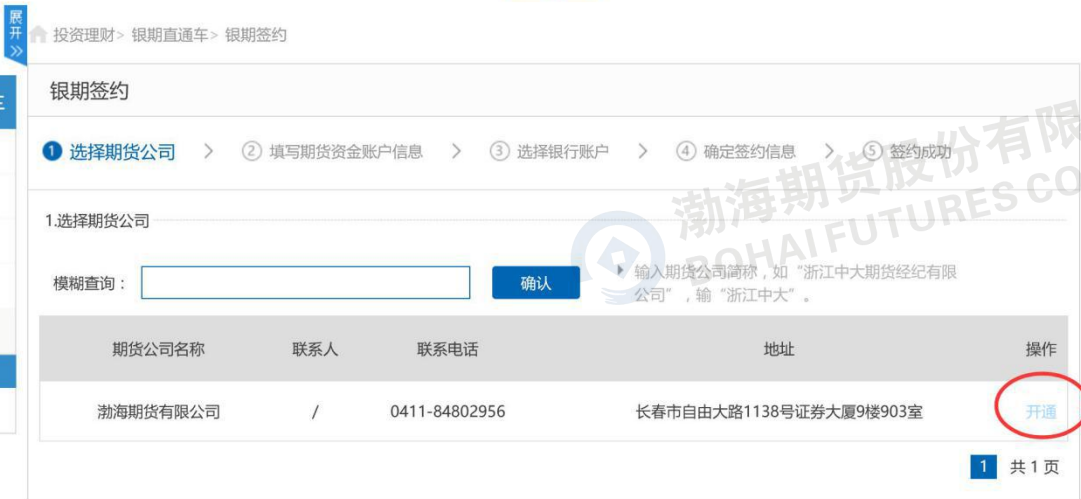 展开
投资理财> 银期直通车> 银期签约
银期签约
1 选择期货公司 > 2 填写期货资金账户信息 > 3 选择银行账户 > 4 确定签约信息 > 5 签约成功
渤海期货股份有限
BOHAI FUTURES CO
1.选择期货公司
模糊查询： 确认 输入期货公司简称，如“浙江中大期货经纪有限
公司”，输“浙江中大”。
期货公司名称 联系人 联系电话 地址 操作
渤海期货有限公司 / 0411-84802956 长春市自由大路1138号证券大厦9楼903室 开通
1 共1页